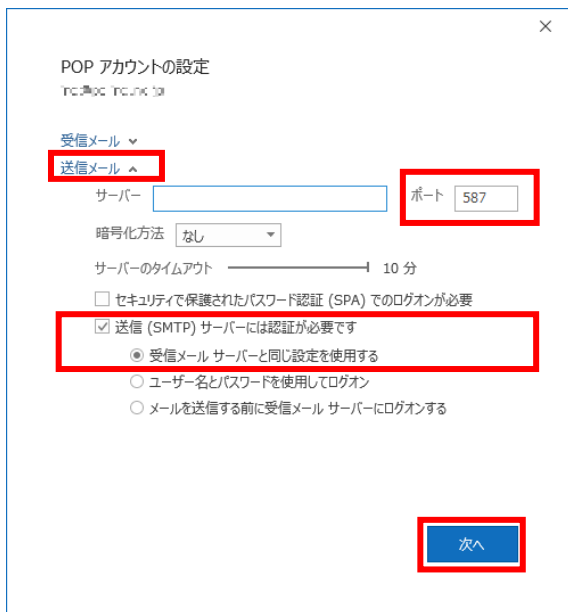 POP アカウントの設定
受信メール
送信メール
サーバー
ポート 587
暗号化方法 なし
サーバーのタイムアウト 10 分
セキュリティで保護されたパスワード認証 (SPA) でのログオンが必要
送信 (SMTP) サーバーには認証が必要です
受信メール サーバーと同じ設定を使用する
ユーザー名とパスワードを使用してログオン
メールを送信する前に受信メール サーバーにログオンする
次へ